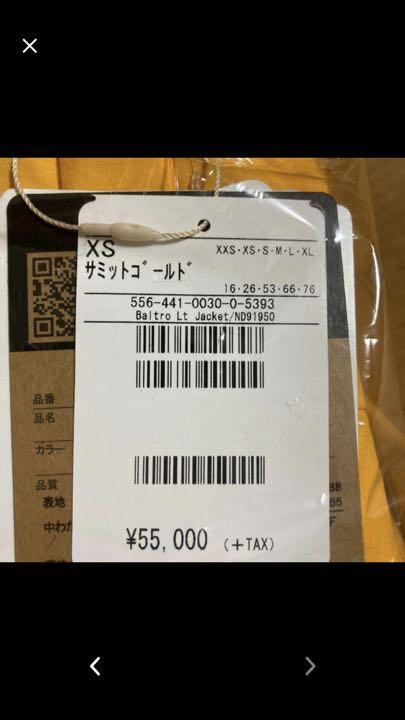 XS
XXS・XS・S・M・L・XL
サミットゴールド
16・26・53・66・76
556-441-0030-0-5393
Baltro Lt Jacket/ND91950
品番
品名
カラー
品質
表地
88
65
中わた
F
¥55,000 (+TAX)